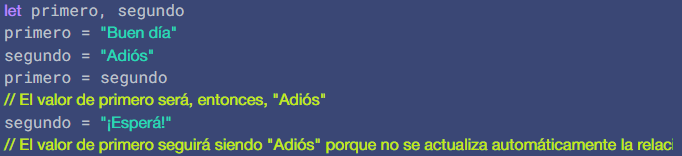 let primero, segundo
primero = "Buen día"
segundo = "Adiós"
primero = segundo
// El valor de primero será, entonces, "Adiós"
segundo = "¡Esperá!"
// El valor de primero seguirá siendo "Adiós" porque no se actualiza automáticamente la